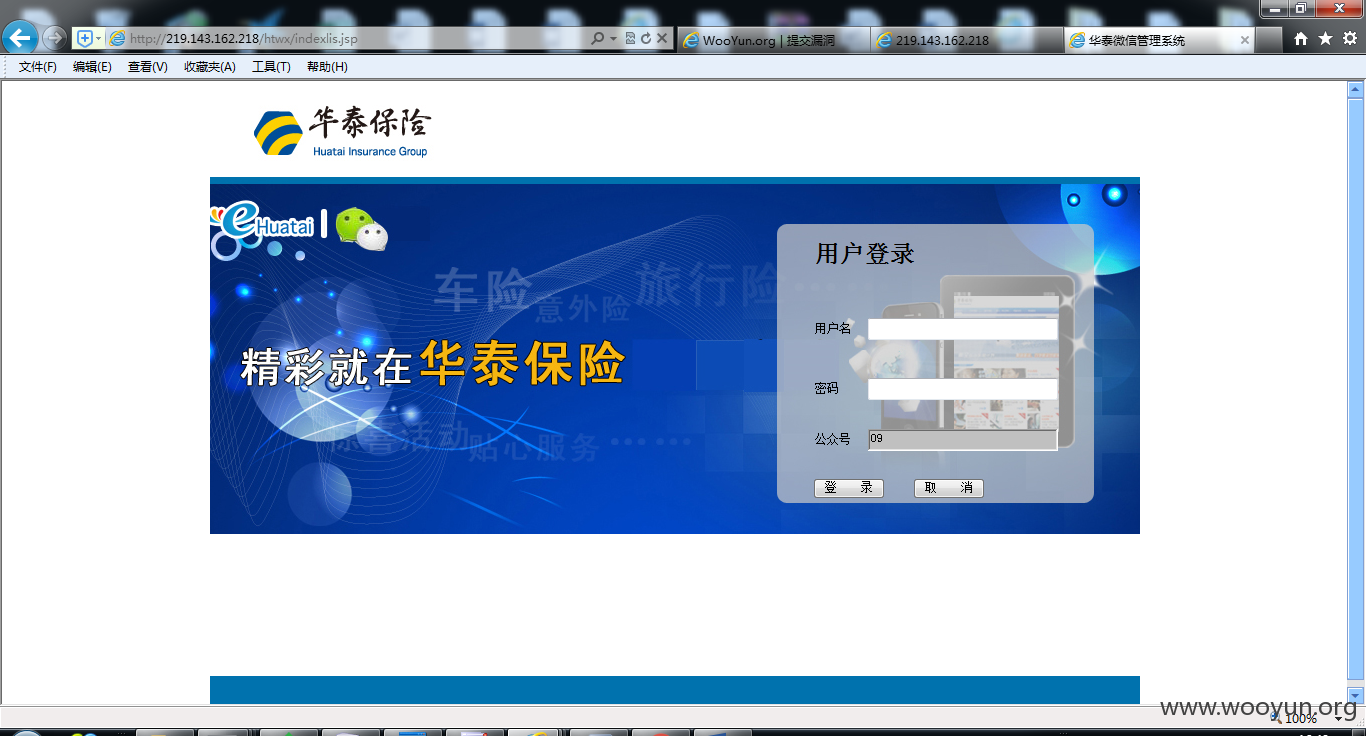 http://219.143.162.218/htwx/indexlis.jsp
WooYun.org | 提交漏洞
219.143.162.218
华泰微信管理系统
文件(F) 编辑(E) 查看(V) 收藏夹(A) 工具(T) 帮助(H)
华泰保险
Huatai Insurance Group
eHuatai
用户登录
车险
意外险
旅行险……
用户名
精彩就在华泰保险
密码
公众号 09
惊喜活动
贴心服务……
登 录 取 消
www.wooyun.org
100%